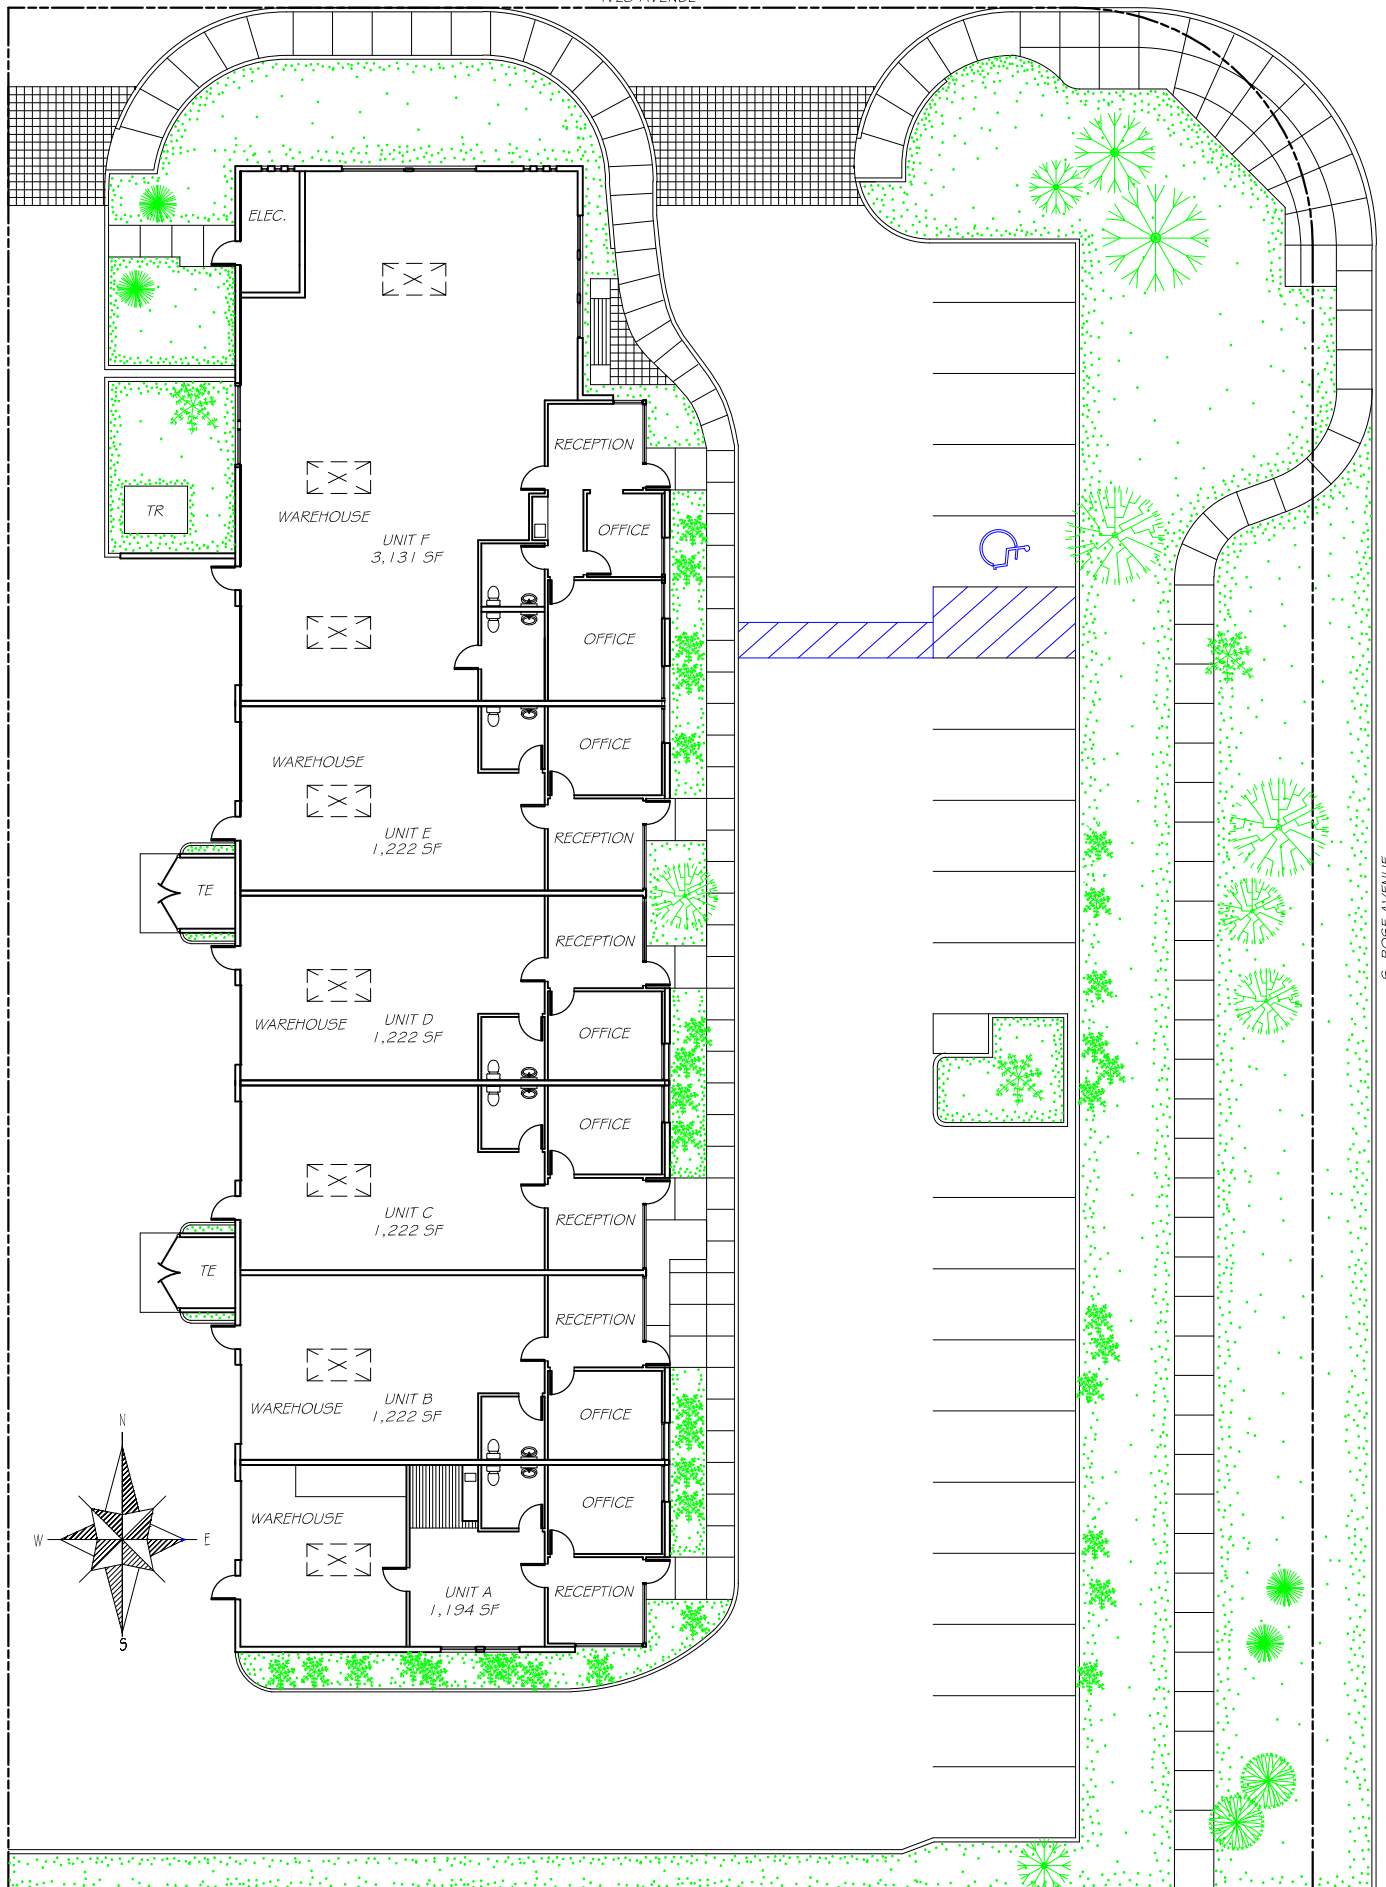 ELEC.
RECEPTION
TR
WAREHOUSE
OFFICE
UNIT F
3,131 SF
OFFICE
OFFICE
WAREHOUSE
UNIT E
1,222 SF
RECEPTION
TE
RECEPTION
WAREHOUSE
UNIT D
1,222 SF
OFFICE
OFFICE
UNIT C
1,222 SF
RECEPTION
TE
RECEPTION
WAREHOUSE
UNIT B
1,222 SF
OFFICE
N
W
E
S
WAREHOUSE
OFFICE
UNIT A
1,194 SF
RECEPTION